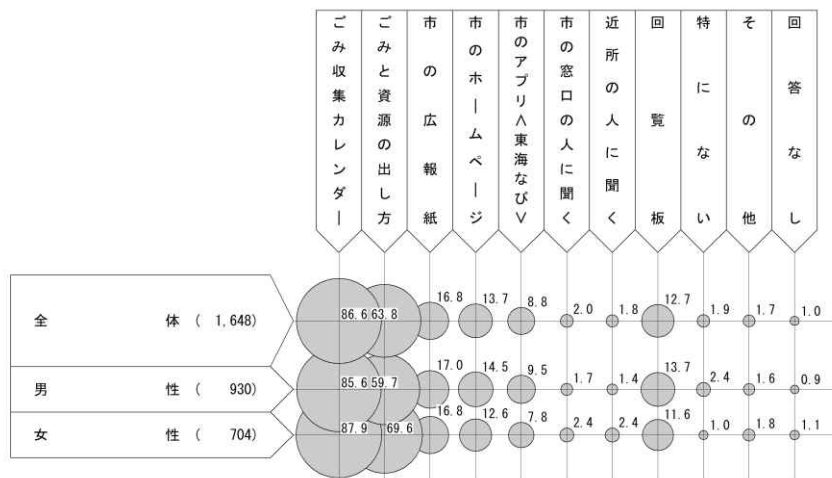 ごみ収集カレンダー
ごみと資源の出し方
市の広報紙
市のホームページ
市のアプリ＜東海なび＞
市の窓口の人に聞く
近所の人に聞く
回覧板
特にない
その他
回答なし
全 体 ( 1,648) 86.6 63.8 16.8 13.7 8.8 2.0 1.8 12.7 1.9 1.7 1.0
男 性 ( 930) 85.6 59.7 17.0 14.5 9.5 1.7 1.4 13.7 2.4 1.6 0.9
女 性 ( 704) 87.9 69.6 16.8 12.6 7.8 2.4 2.4 11.6 1.0 1.8 1.1